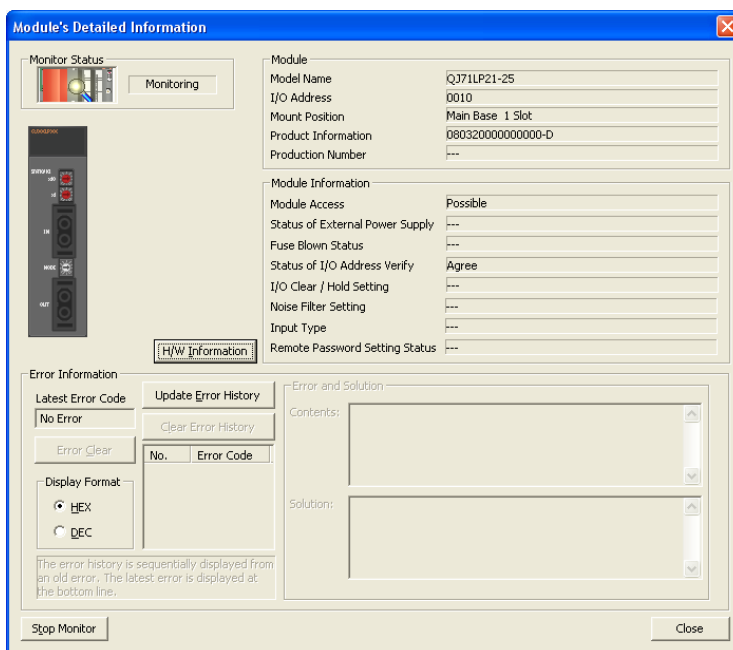 Module's Detailed Information
Monitor Status
Monitoring
Module
Model Name QJ71LP21-25
I/O Address 0010
Mount Position Main Base 1 Slot
Product Information 080320000000000-D
Production Number ---
Module Information
Module Access Possible
Status of External Power Supply ---
Fuse Blown Status ---
Status of I/O Address Verify Agree
I/O Clear / Hold Setting ---
Noise Filter Setting ---
Input Type ---
Remote Password Setting Status ---
IN
MODE
OUT
H/W Information
Error Information
Latest Error Code
No Error
Error Clear
Display Format
HEX
DEC
Update Error History
Clear Error History
No. Error Code
The error history is sequentially displayed from
an old error. The latest error is displayed at
the bottom line.
Error and Solution
Contents:
Solution:
Stop Monitor
Close